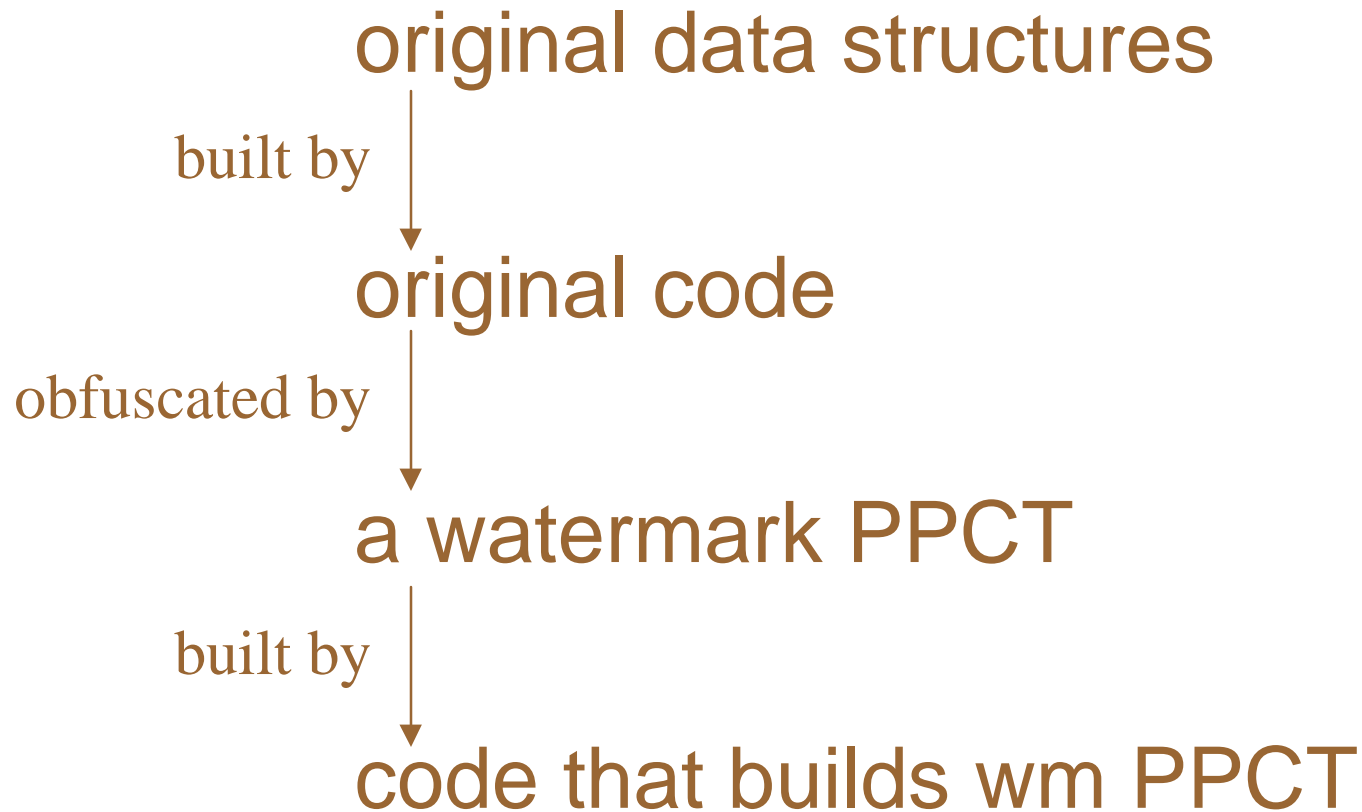 original data structures
built by
original code
obfuscated by
a watermark PPCT
built by
code that builds wm PPCT